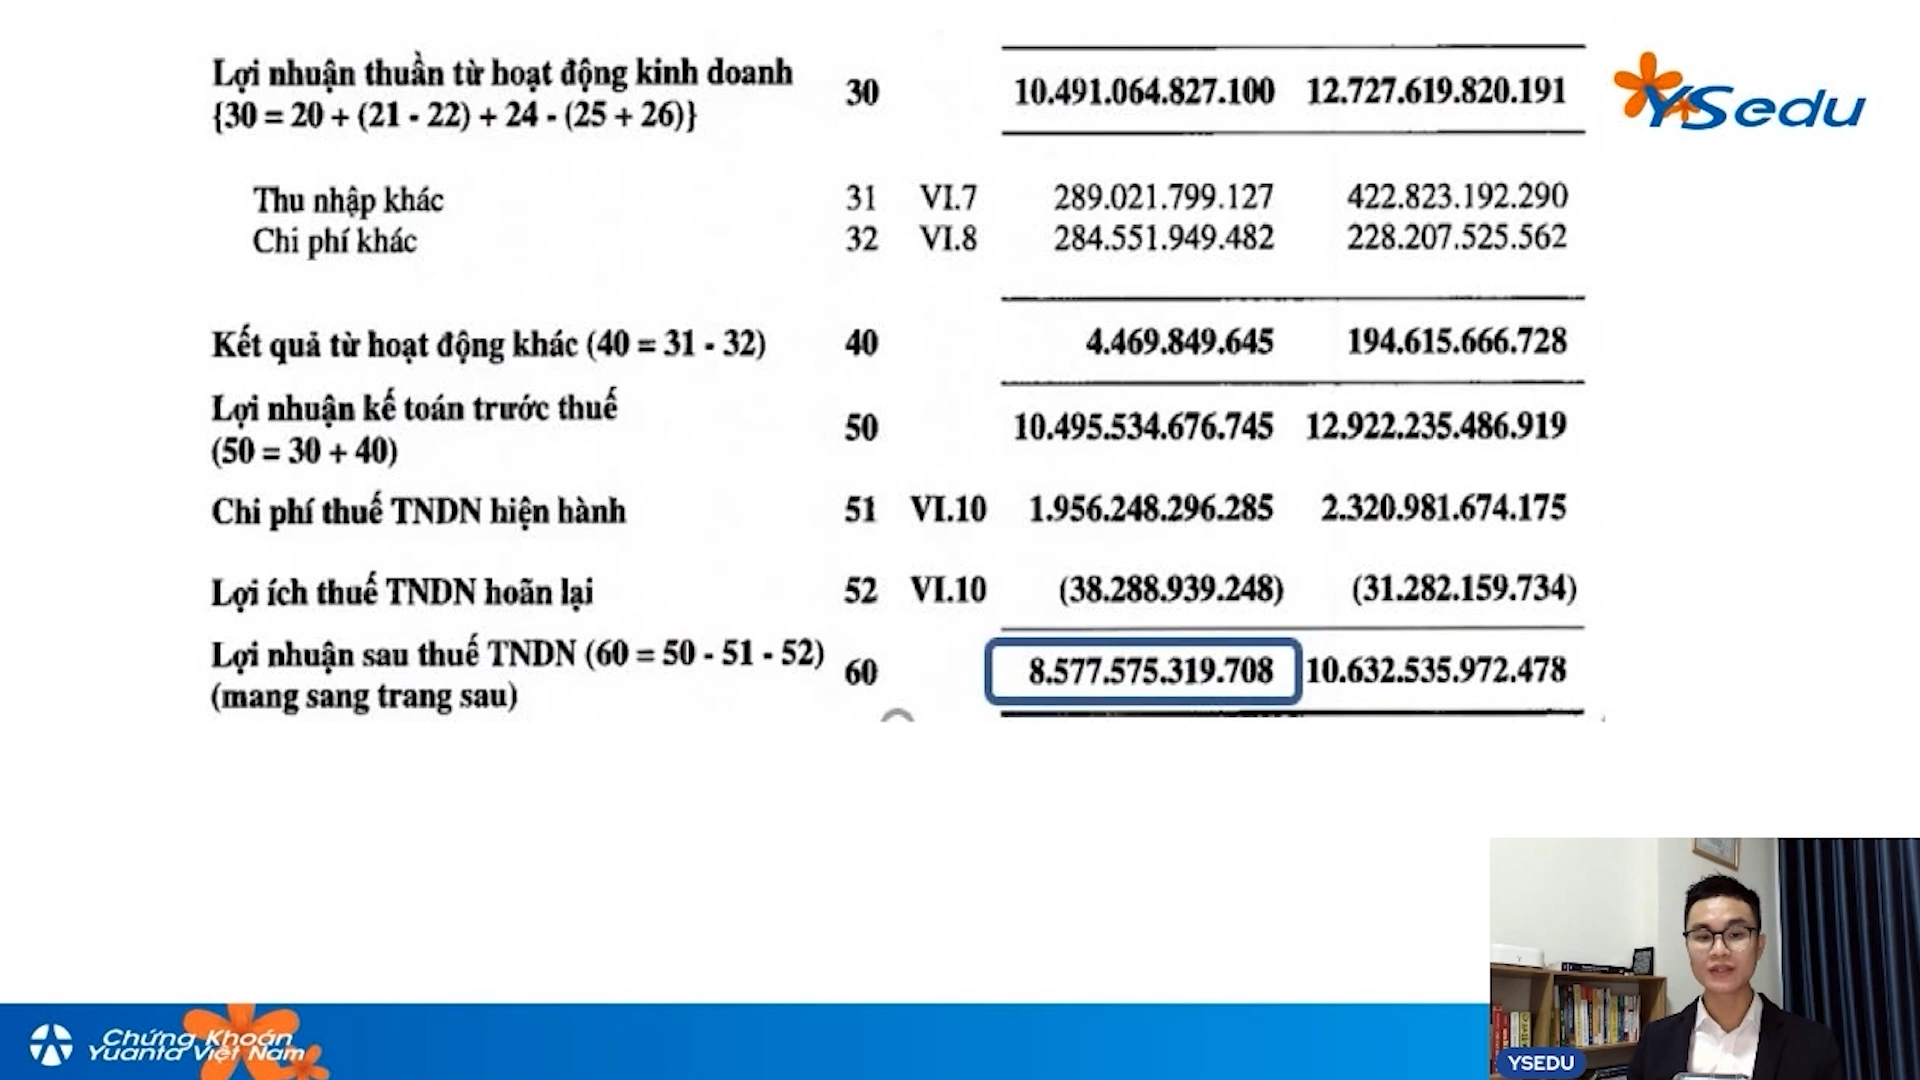 Lợi nhuận thuần từ hoạt động kinh doanh
{30 = 20 + (21 - 22) + 24 - (25 + 26)} 30 10.491.064.827.100 12.727.619.820.191
YSedu
Thu nhập khác 31 VI.7 289.021.799.127 422.823.192.290
Chi phí khác 32 VI.8 284.551.949.482 228.207.525.562
Kết quả từ hoạt động khác (40 = 31 - 32) 40 4.469.849.645 194.615.666.728
Lợi nhuận kế toán trước thuế
(50 = 30 + 40) 50 10.495.534.676.745 12.922.235.486.919
Chi phí thuế TNDN hiện hành 51 VI.10 1.956.248.296.285 2.320.981.674.175
Lợi ích thuế TNDN hoãn lại 52 VI.10 (38.288.939.248) (31.282.159.734)
Lợi nhuận sau thuế TNDN (60 = 50 - 51 - 52)
(mang sang trang sau) 60 8.577.575.319.708 10.632.535.972.478
Chứng Khoán
Yuanta Việt Nam
YSEDU